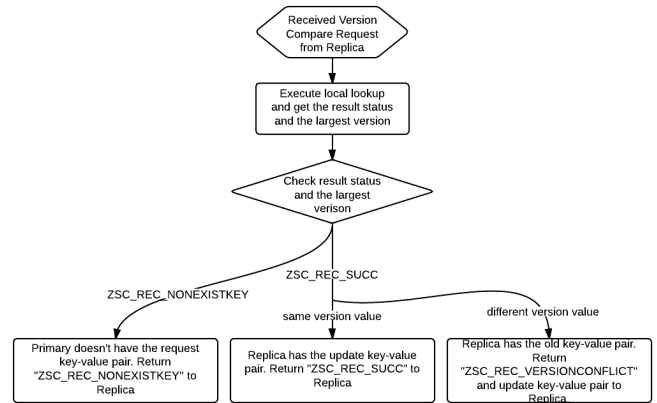 Received Version
Compare Request
from Replica
Execute local lookup
and get the result status
and the largest version
Check result status
and the largest
verison
ZSC_REC_SUCC
ZSC_REC_NONEXISTKEY
same version value
different version value
Primary doesn't have the request
key-value pair. Return
"ZSC_REC_NONEXISTKEY" to
Replica
Replica has the update key-value
pair. Return "ZSC_REC_SUCC" to
Replica
Replica has the old key-value pair.
Return
"ZSC_REC_VERSIONCONFLICT"
and update key-value pair to
Replica.